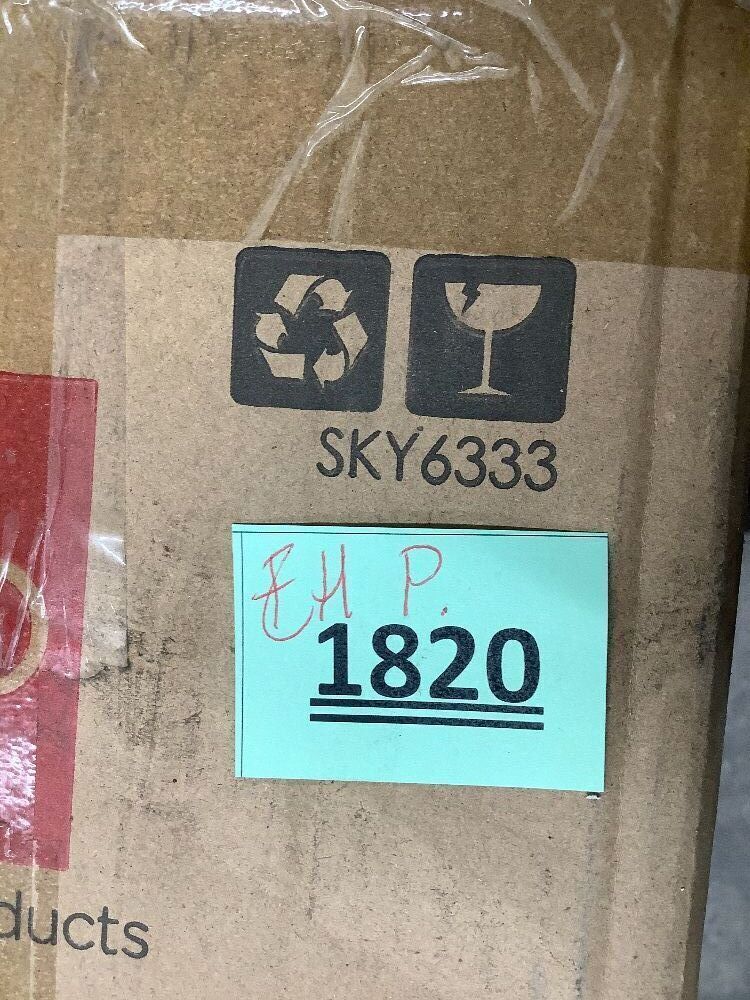 SKY6333
EH P.
1820
ducts